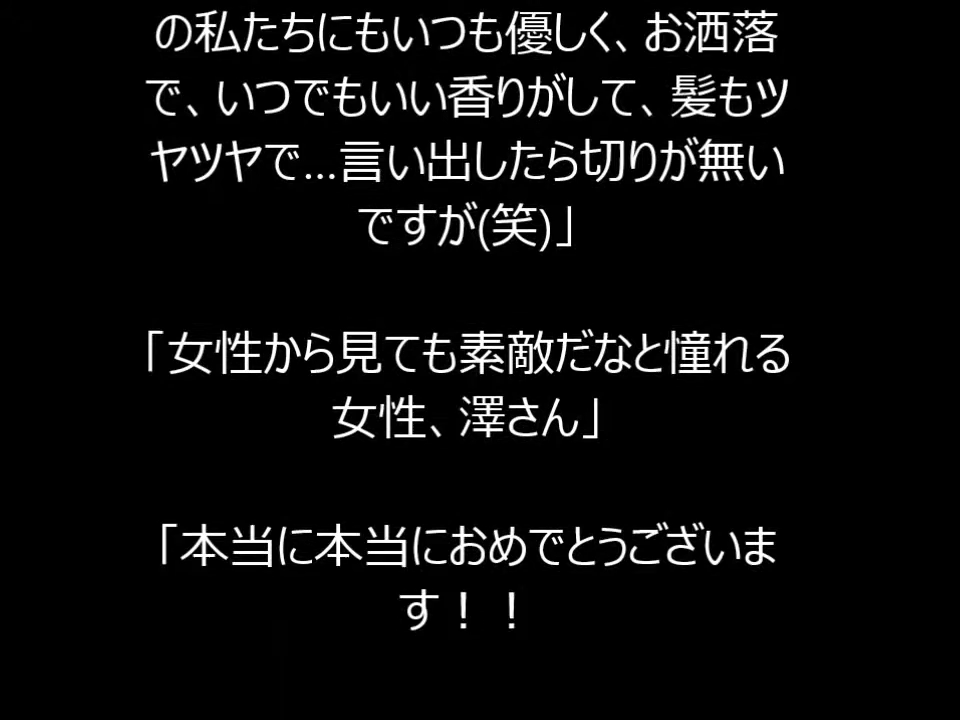 の私たちにもいつも優しく、お洒落
で、いつでもいい香りがして、髪もツ
ヤツヤで…言い出したら切りが無い
ですが(笑)」
「女性から見ても素敵だなと憧れる
女性、澤さん」
「本当に本当におめでとうございま
す！！